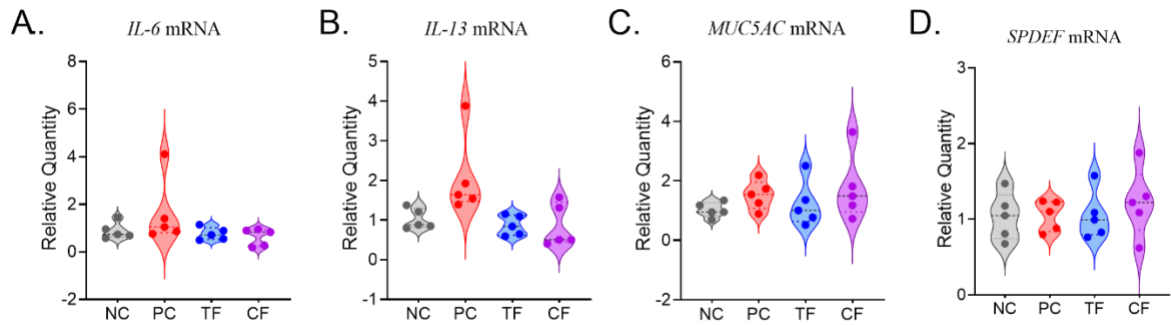 A.
IL-6 mRNA
Relative Quantity
8
6
4
2
0
-2
NC PC TF CF
B.
IL-13 mRNA
Relative Quantity
5
4
3
2
1
0
-1
NC PC TF CF
C.
MUC5AC mRNA
Relative Quantity
6
4
2
0
-2
NC PC TF CF
D.
SPDEF mRNA
Relative Quantity
3
2
1
0
NC PC TF CF